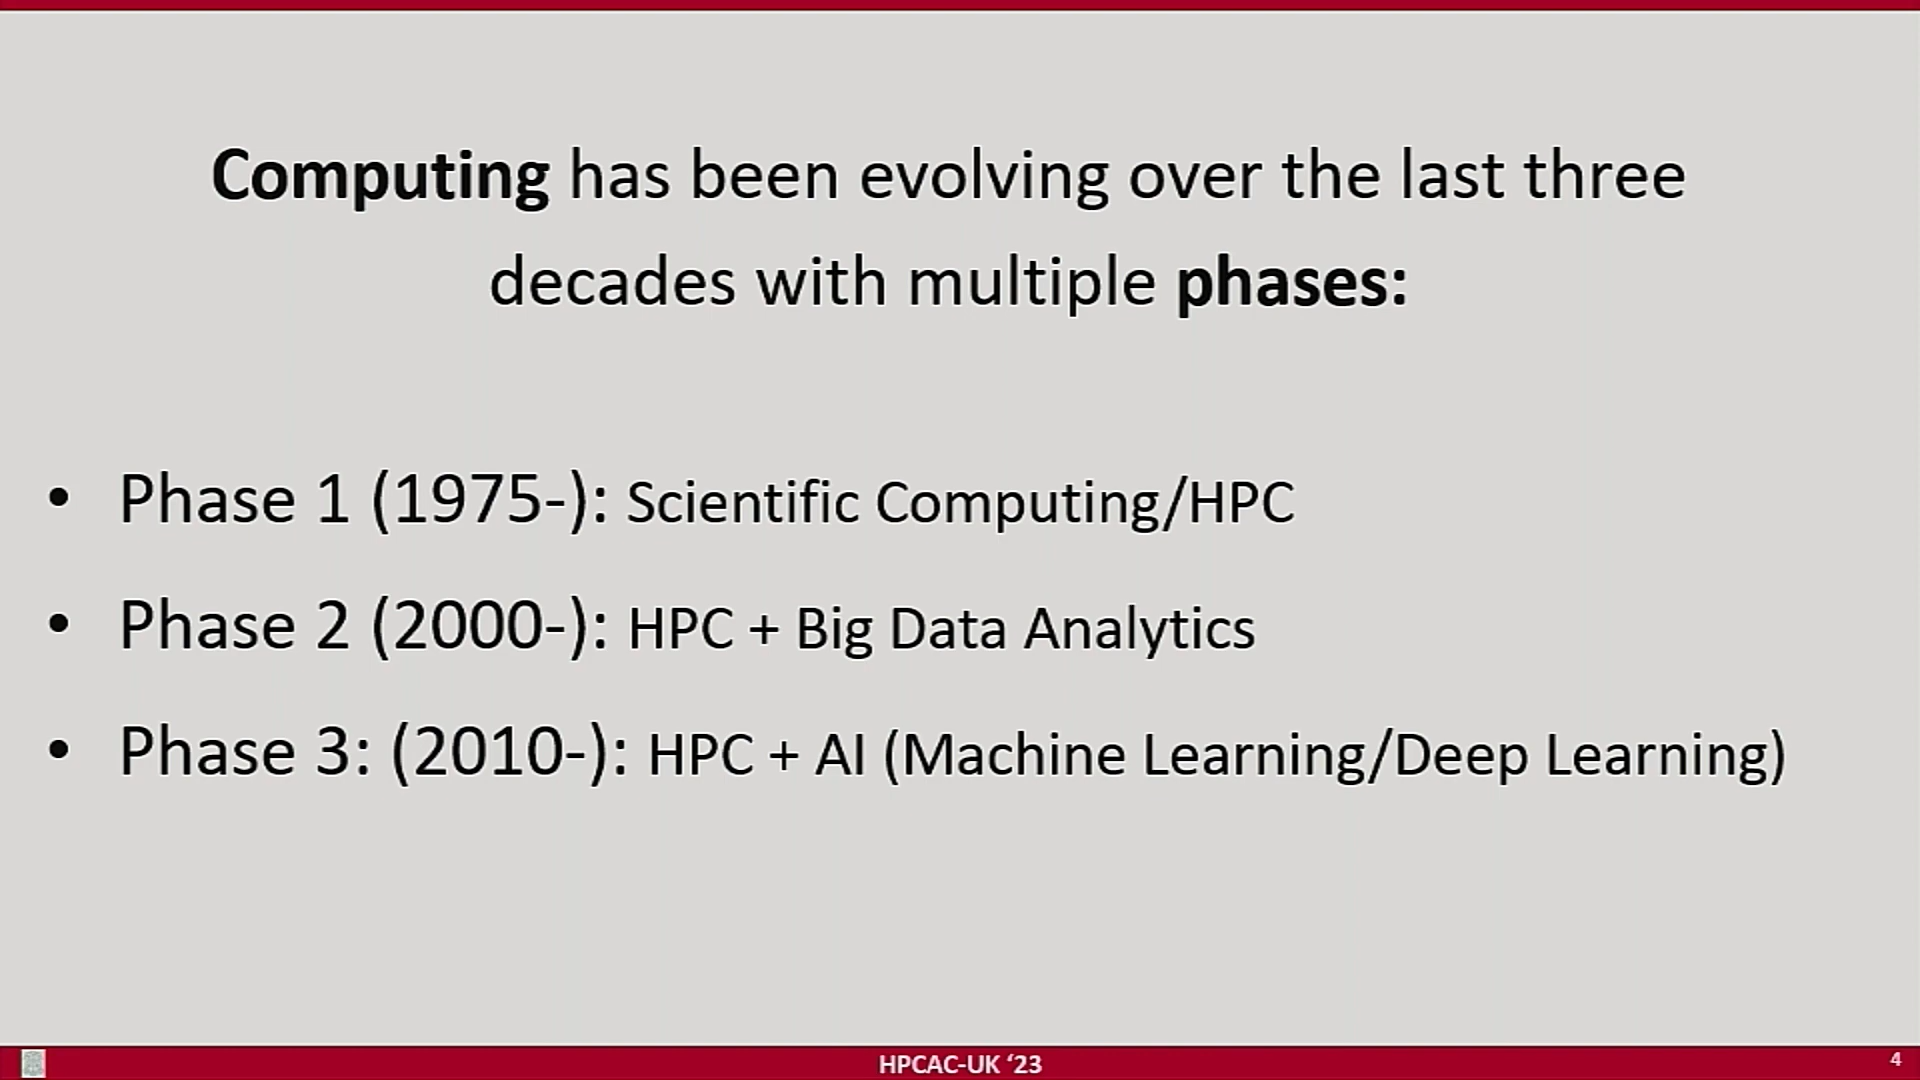 Computing has been evolving over the last three
decades with multiple phases:
• Phase 1 (1975-): Scientific Computing/HPC
• Phase 2 (2000-): HPC + Big Data Analytics
• Phase 3: (2010-): HPC + AI (Machine Learning/Deep Learning)
HPCAC-UK ‘23
4